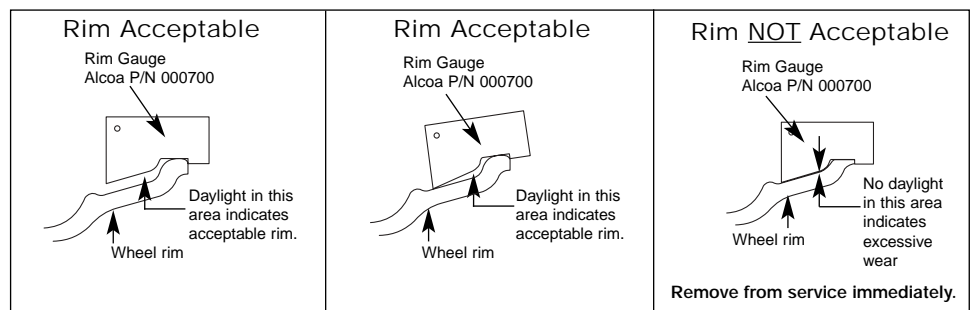 Rim Acceptable
Rim Gauge
Alcoa P/N 000700
Daylight in this
area indicates
acceptable rim.
Wheel rim
Rim Acceptable
Rim Gauge
Alcoa P/N 000700
Daylight in this
area indicates
acceptable rim.
Wheel rim
Rim NOT Acceptable
Rim Gauge
Alcoa P/N 000700
No daylight
in this area
indicates
excessive
wear
Wheel rim
Remove from service immediately.